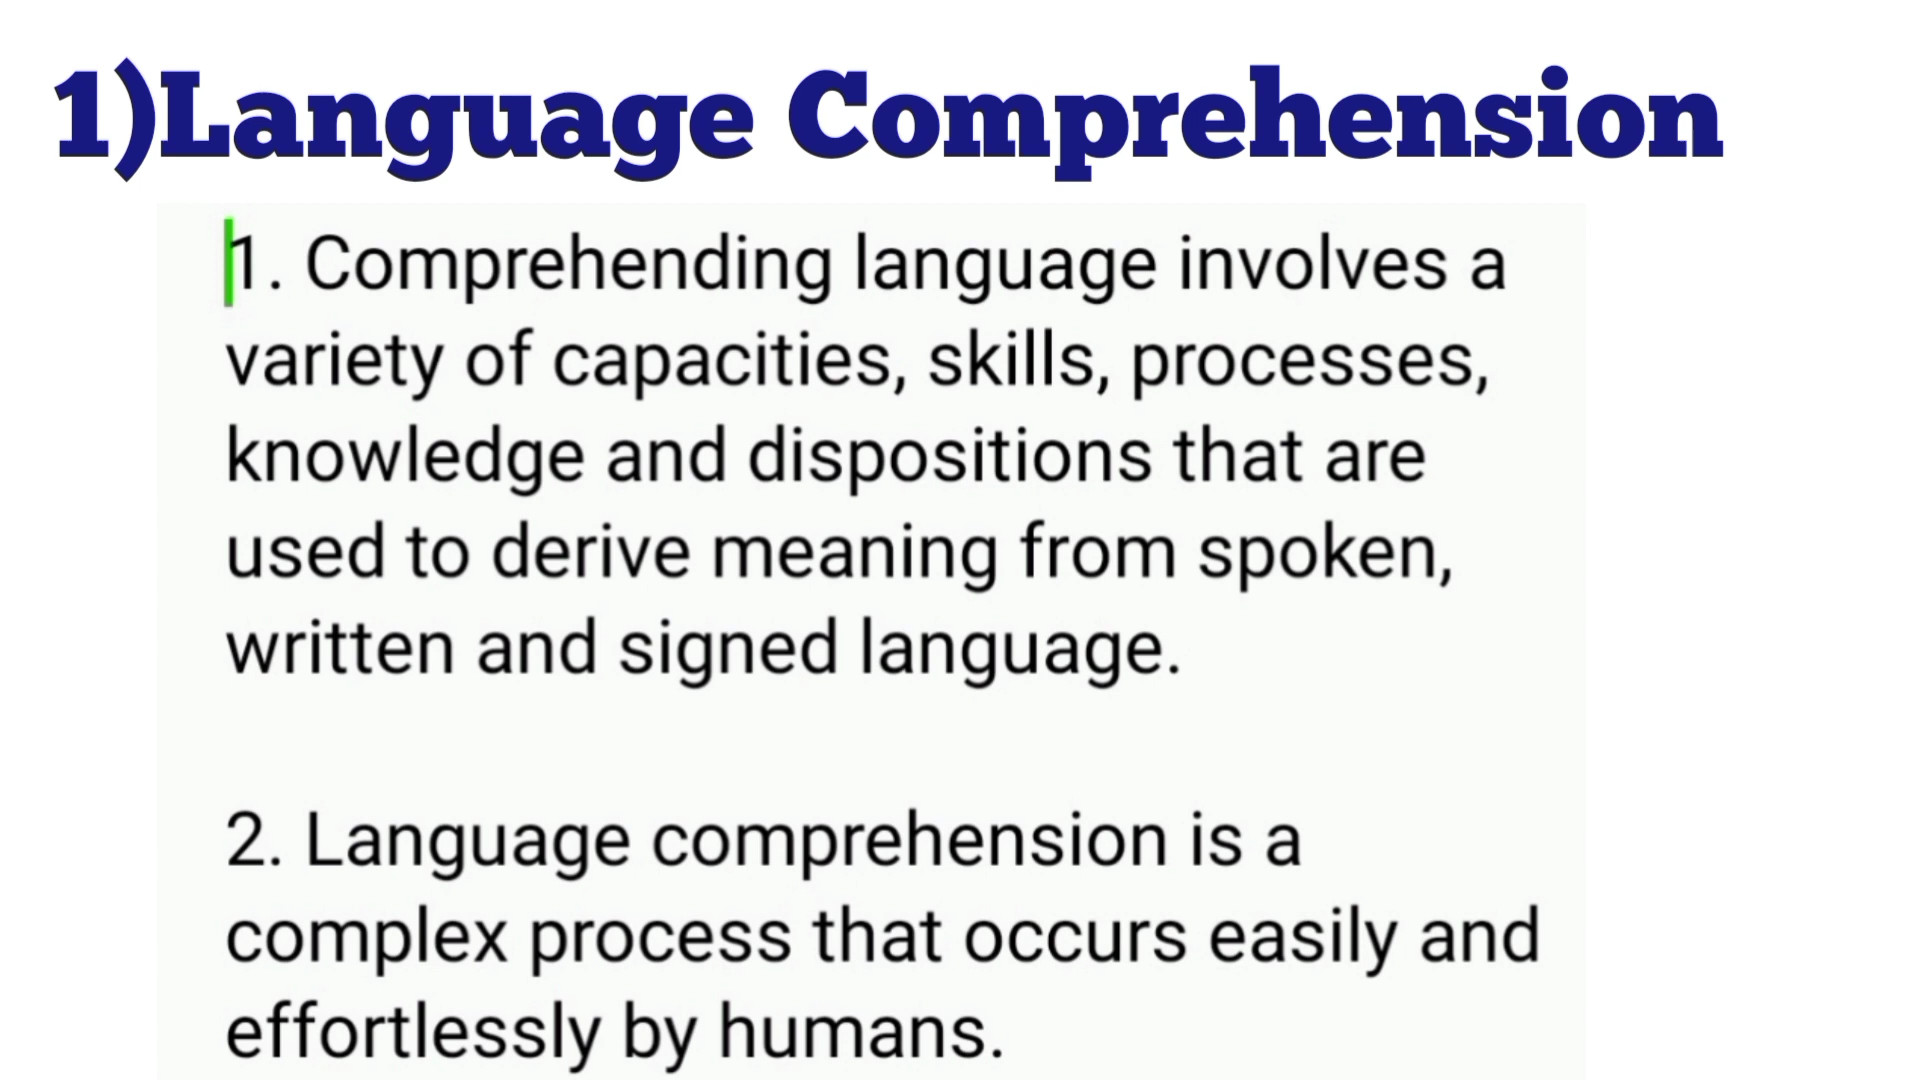 1)Language Comprehension
1. Comprehending language involves a
variety of capacities, skills, processes,
knowledge and dispositions that are
used to derive meaning from spoken,
written and signed language.
2. Language comprehension is a
complex process that occurs easily and
effortlessly by humans.